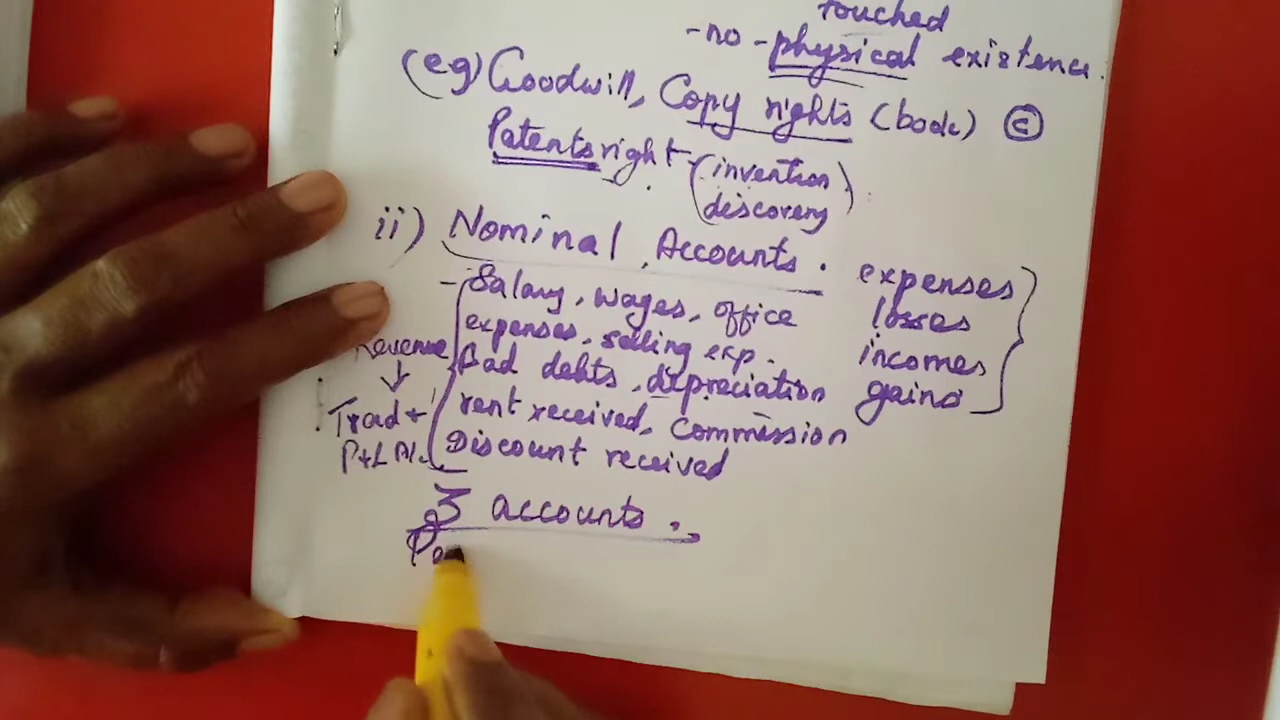 touched
-no -physical existence.
(eg) Goodwill, Copy rights (book) ©
Patents right - (invention)
(discovery)
ii) Nominal Accounts.
expenses
losses
incomes
gains
- Salary, wages, office
expenses, selling exp.
Bad debts, depreciation
rent received, Commission
Discount received
Revenue
↓
Trad +
P+L A/c
3 accounts.
Pe